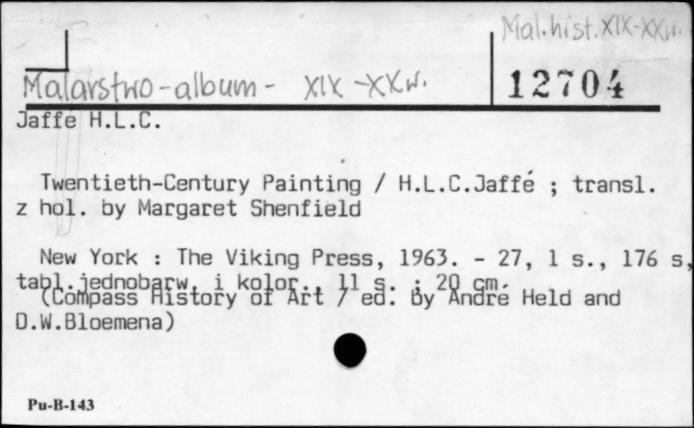 Mal.hist.XIX-XXw.
Malarstwo-album- XIX-XXw.
12704
Jaffe H.L.C.
Twentieth-Century Painting / H.L.C.Jaffé ; transl.
z hol. by Margaret Shenfield
New York : The Viking Press, 1963. - 27, 1 s., 176 s,
tabl.jednobarw. i kolor., 11 s. ; 20 cm.
(Compass History of Art / ed. by André Held and
D.W.Bloemena)
Pu-B-143